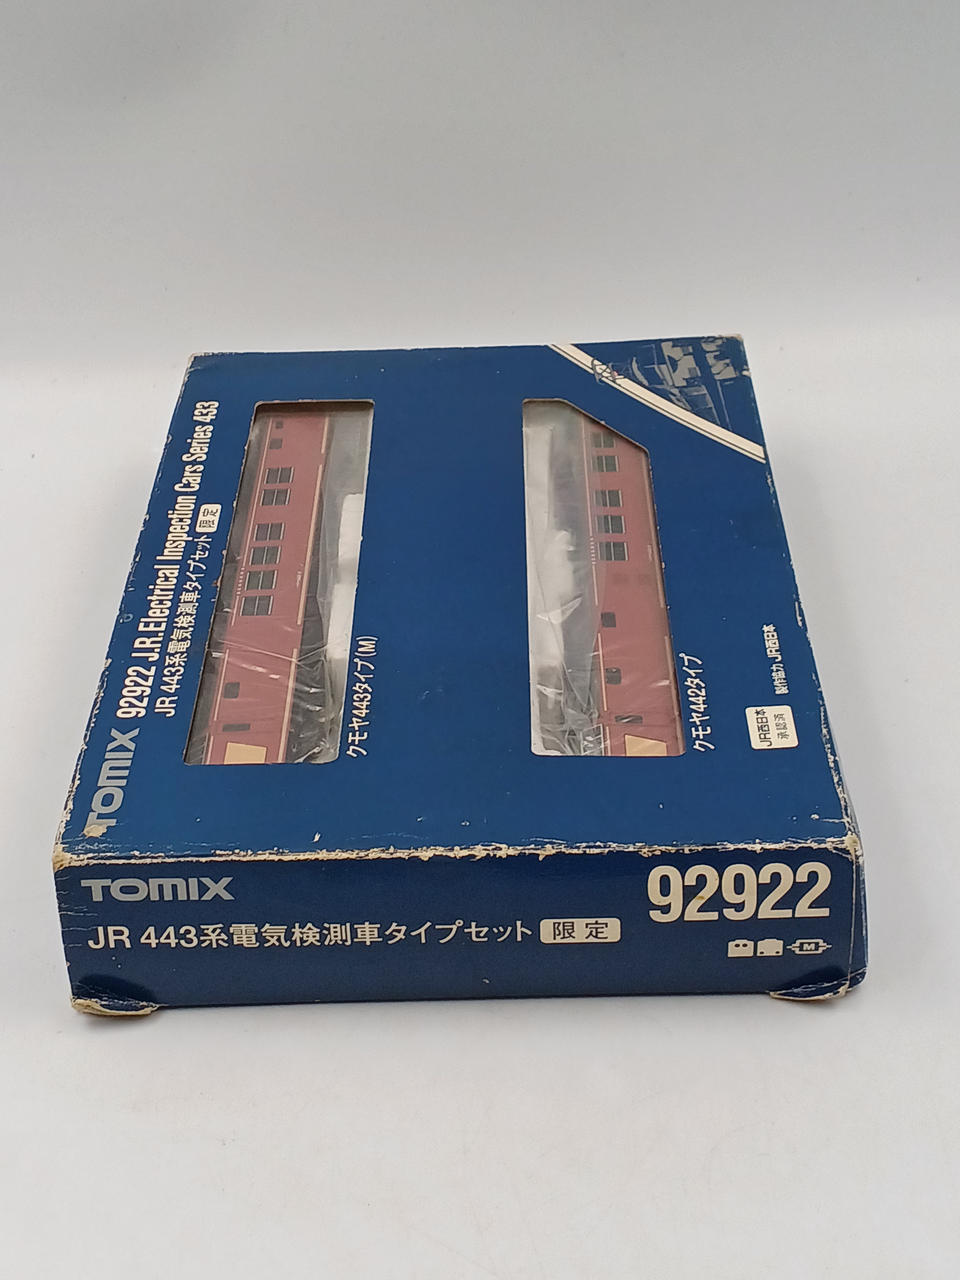 TOMIX 92922 J.R.Electrical Inspection Cars Series 433
JR 443系電気検測車タイプセット 限定
クモヤ443タイプ(M)
クモヤ442タイプ
JR西日本
承認済
製作協力 JR西日本
TOMIX
JR 443系電気検測車タイプセット 限定
92922
M